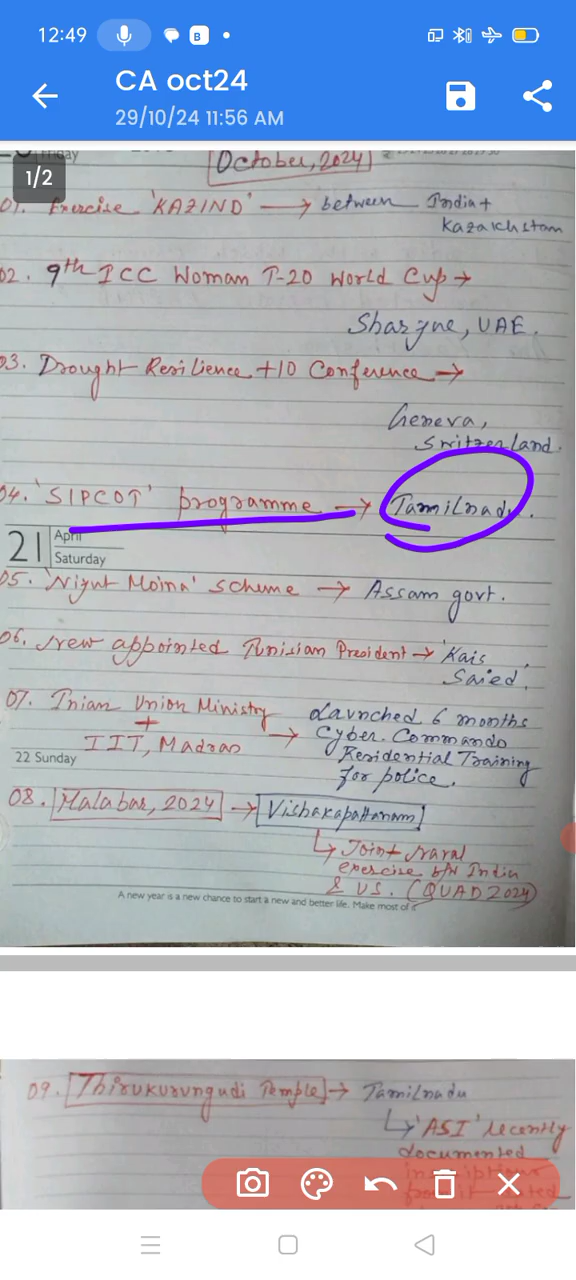 12:49
B
CA oct24
29/10/24 11:56 AM
1/2
October, 2024
01. Exercise 'KAZIND' → between India +
Kazakhstan
02. 9th ICC Woman T-20 World Cup →
Sharjne, UAE.
03. Drought Resilience +10 Conference →
Geneva,
Switzerland.
04. 'SIPCOT' programme → Tamilnadu.
21 April
Saturday
05. 'Nijut Moina' scheme → Assam govt.
06. New appointed Tunisian President → 'Kais
Saied,
07. Inian Union Ministry
+
IIT, Madras → Launched 6 months
Cyber Commando
Residential Training
for police.
22 Sunday
08. Malabar, 2024 → Vishakapattanam
↳ Joint Naval
exercise b/w India
& US. (QUAD 2024)
A new year is a new chance to start a new and better life. Make most of
09. Thirukurungudi Temple → Tamilnadu
↳ 'ASI' recently
documented